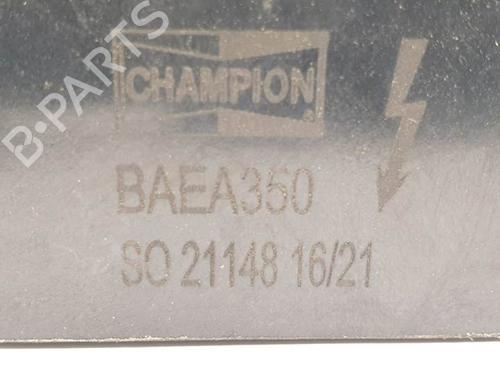 CHAMPION
®
BAEA350
SO 21148 16/21
B-PARTS